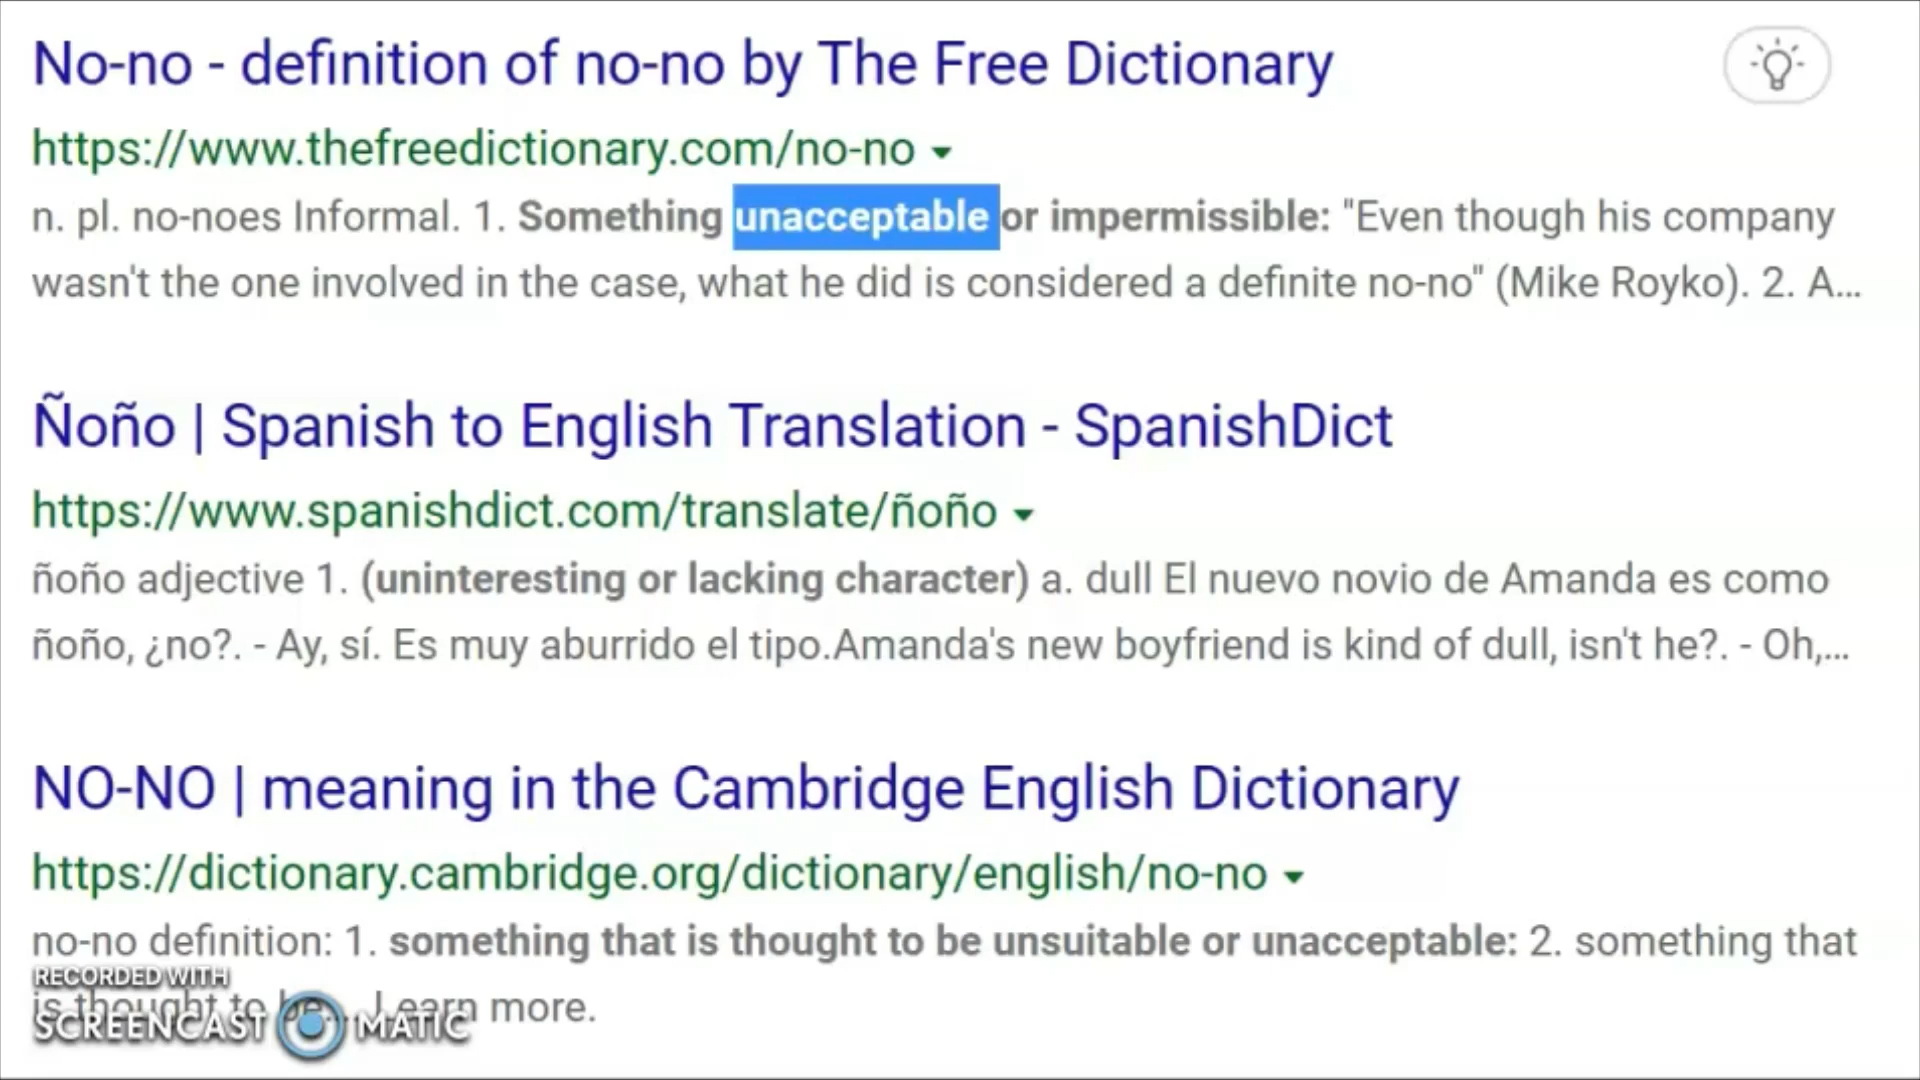 No-no - definition of no-no by The Free Dictionary
https://www.thefreedictionary.com/no-no
n. pl. no-noes Informal. 1. Something unacceptable or impermissible: "Even though his company
wasn't the one involved in the case, what he did is considered a definite no-no" (Mike Royko). 2. A...
Ñoño | Spanish to English Translation - SpanishDict
https://www.spanishdict.com/translate/ñoño
ñoño adjective 1. (uninteresting or lacking character) a. dull El nuevo novio de Amanda es como
ñoño, ¿no?. - Ay, sí. Es muy aburrido el tipo.Amanda's new boyfriend is kind of dull, isn't he?. - Oh,...
NO-NO | meaning in the Cambridge English Dictionary
https://dictionary.cambridge.org/dictionary/english/no-no
no-no definition: 1. something that is thought to be unsuitable or unacceptable: 2. something that
is thought to be... Learn more.
RECORDED WITH
SCREENCAST MATIC